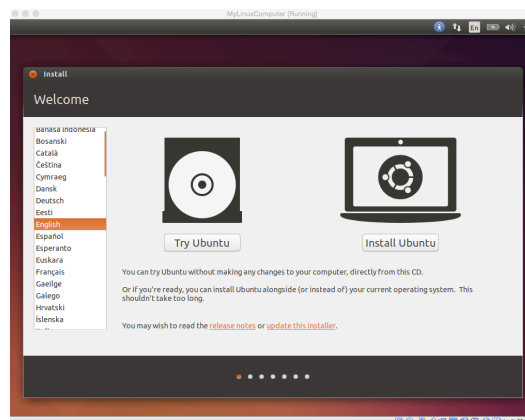 MyLinuxComputer [Running]
En
Install
Welcome
Bahasa Indonesia
Bosanski
Català
Čeština
Cymraeg
Dansk
Deutsch
Eesti
English
Español
Esperanto
Euskara
Français
Gaeilge
Galego
Hrvatski
Íslenska
Try Ubuntu
Install Ubuntu
You can try Ubuntu without making any changes to your computer, directly from this CD.
Or if you're ready, you can install Ubuntu alongside (or instead of) your current operating system. This
shouldn't take too long.
You may wish to read the release notes or update this installer.